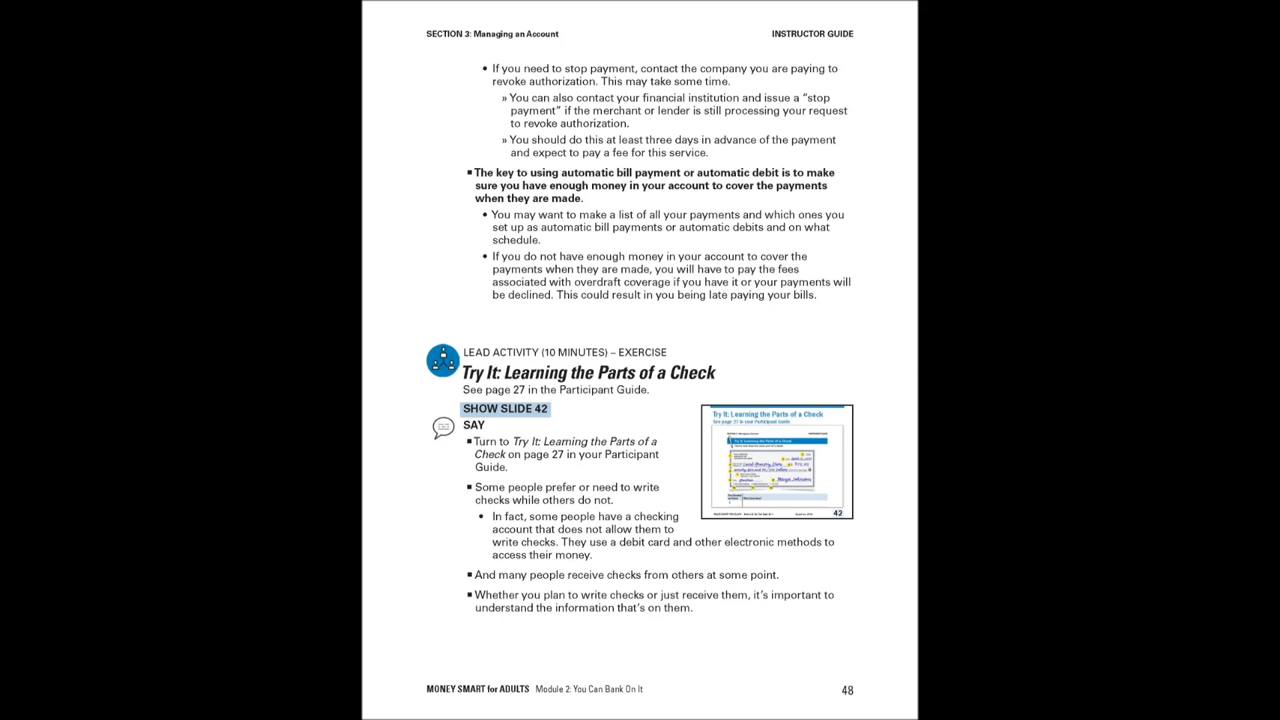 SECTION 3: Managing an Account
INSTRUCTOR GUIDE
• If you need to stop payment, contact the company you are paying to
revoke authorization. This may take some time.
» You can also contact your financial institution and issue a “stop
payment” if the merchant or lender is still processing your request
to revoke authorization.
» You should do this at least three days in advance of the payment
and expect to pay a fee for this service.
■ The key to using automatic bill payment or automatic debit is to make
sure you have enough money in your account to cover the payments
when they are made.
• You may want to make a list of all your payments and which ones you
set up as automatic bill payments or automatic debits and on what
schedule.
• If you do not have enough money in your account to cover the
payments when they are made, you will have to pay the fees
associated with overdraft coverage if you have it or your payments will
be declined. This could result in you being late paying your bills.
LEAD ACTIVITY (10 MINUTES) – EXERCISE
Try It: Learning the Parts of a Check
See page 27 in the Participant Guide.
SHOW SLIDE 42
SAY
■ Turn to Try It: Learning the Parts of a
Check on page 27 in your Participant
Guide.
■ Some people prefer or need to write
checks while others do not.
• In fact, some people have a checking
account that does not allow them to
write checks. They use a debit card and other electronic methods to
access their money.
■ And many people receive checks from others at some point.
■ Whether you plan to write checks or just receive them, it’s important to
understand the information that’s on them.
Try It: Learning the Parts of a Check
See page 27 in your Participant Guide
Try It: Learning the Parts of a Check
42
MONEY SMART for ADULTS Module 2: You Can Bank On It
48